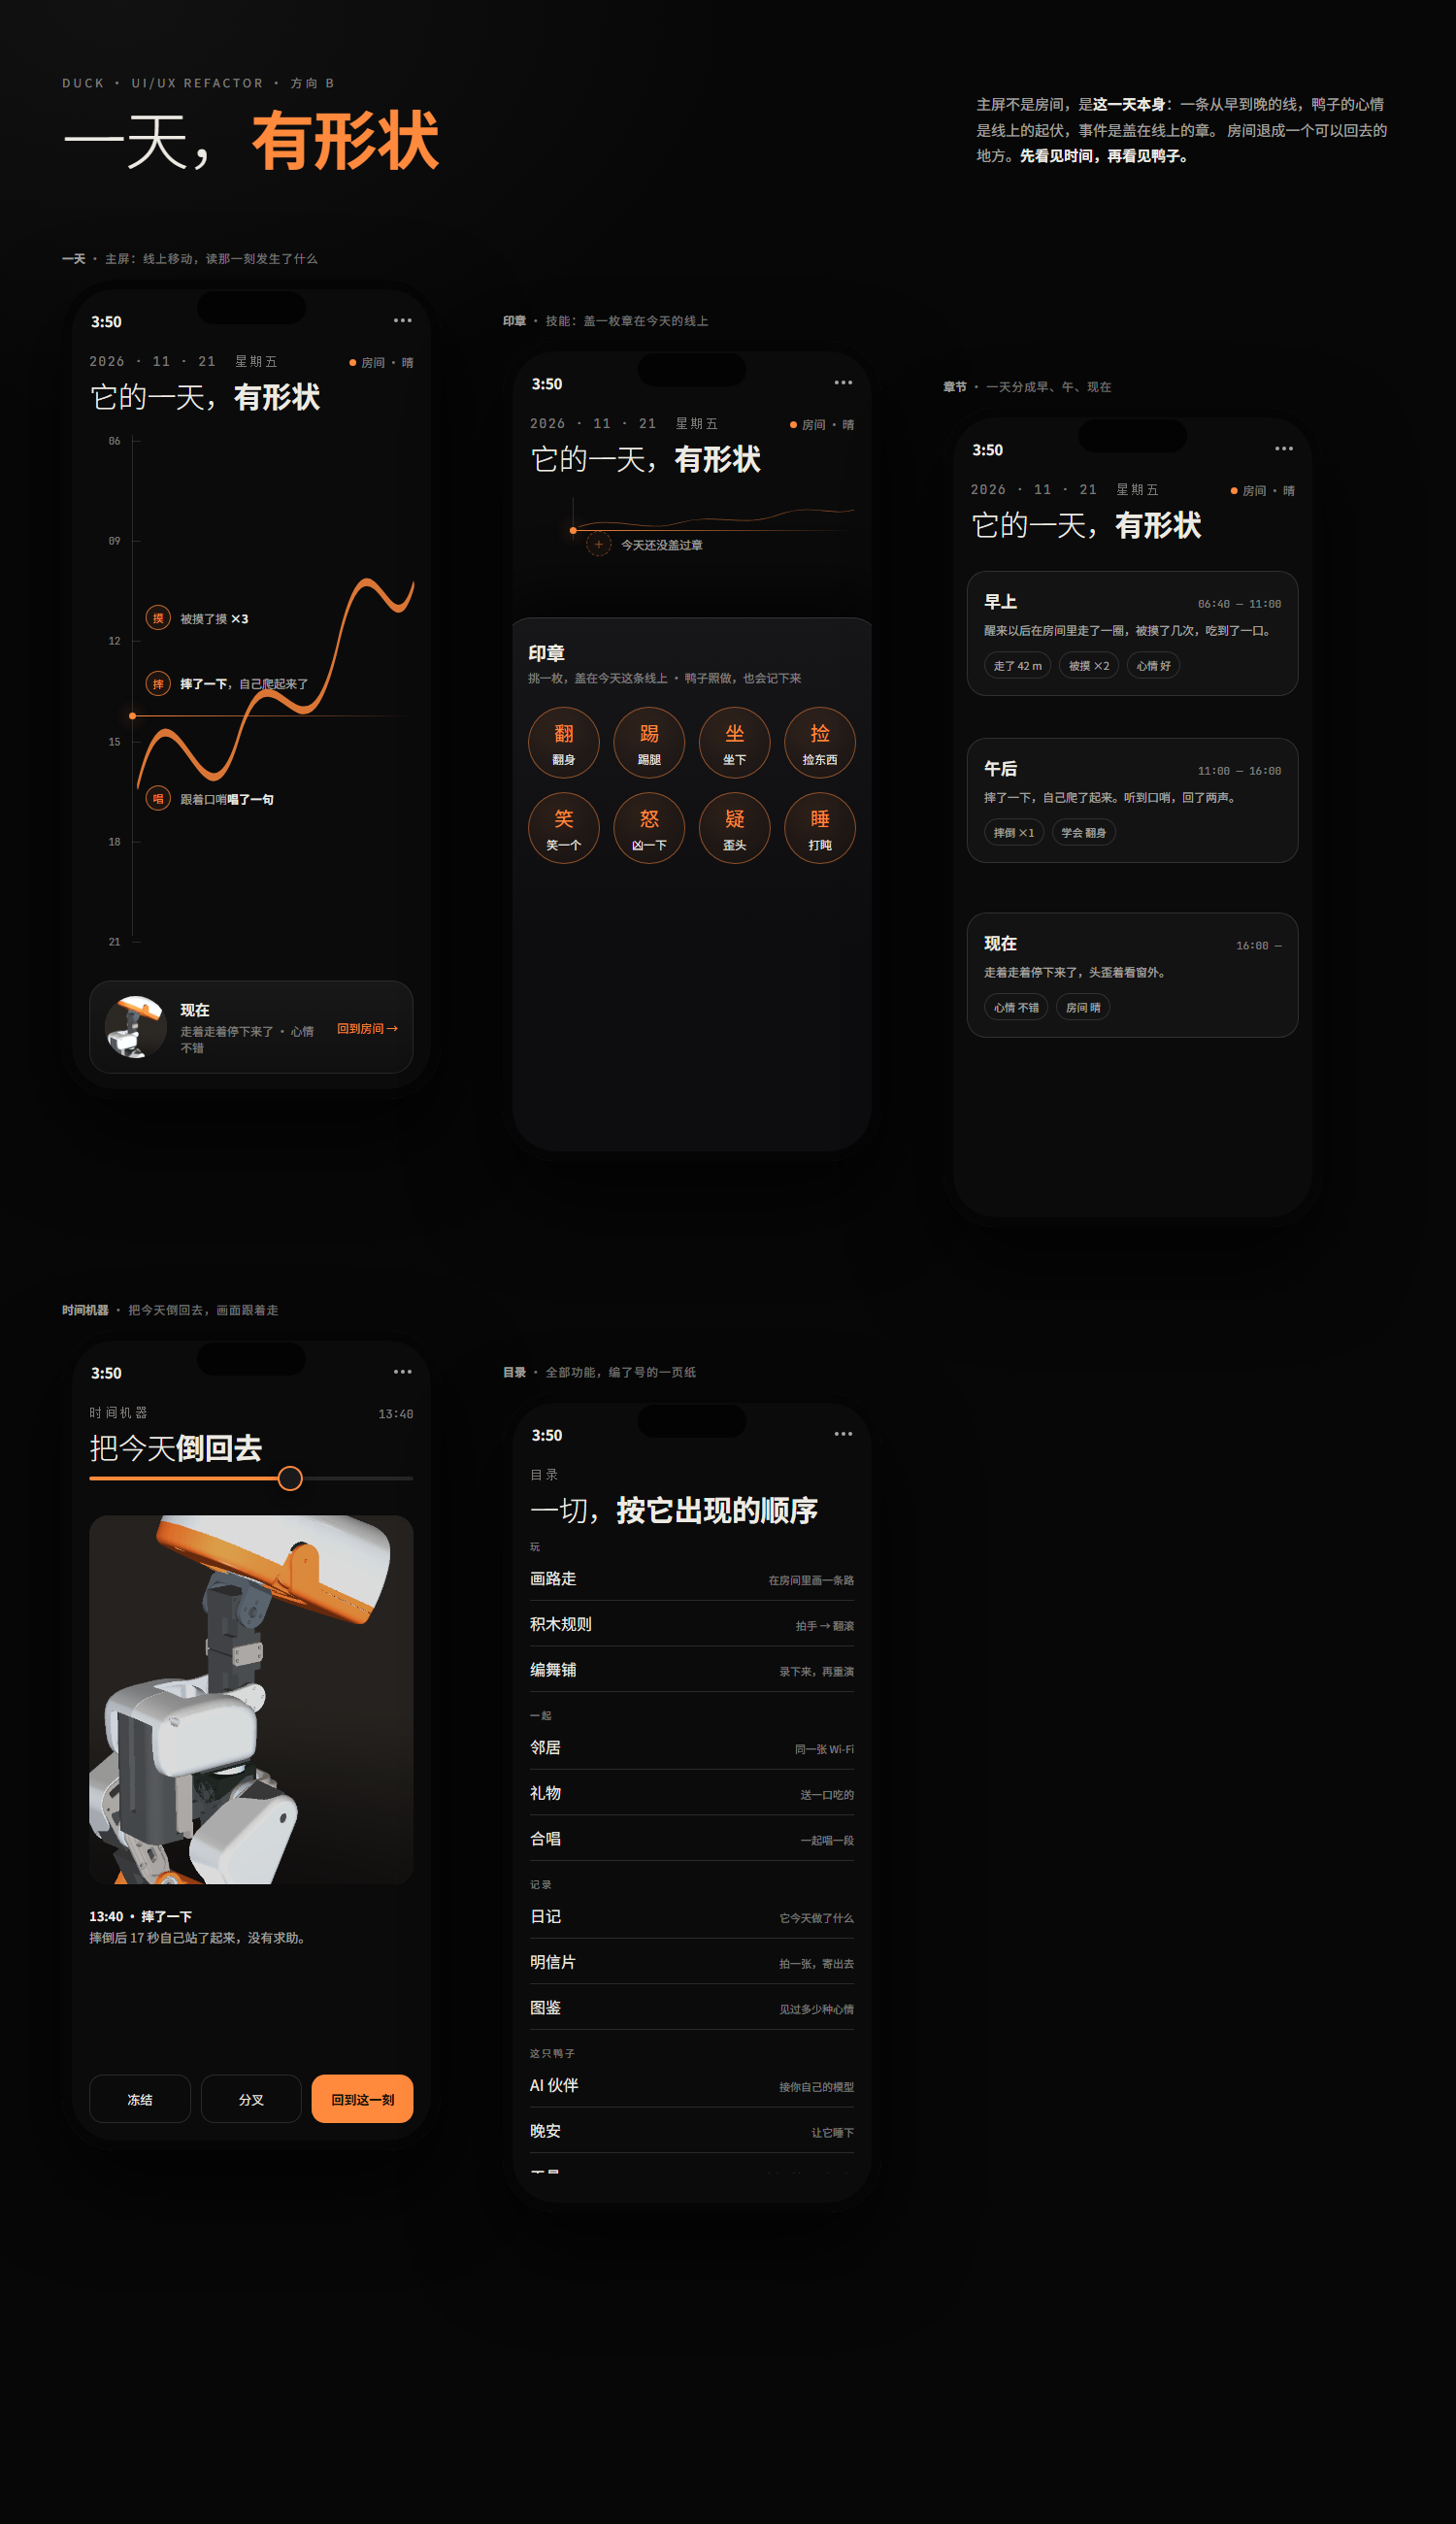 DUCK · UI/UX REFACTOR · 方向 B
一天，有形状
主屏不是房间，是这一天本身：一条从早到晚的线，鸭子的心情
是线上的起伏，事件是盖在线上的章。 房间退成一个可以回去的
地方。先看见时间，再看见鸭子。
一天 · 主屏：线上移动，读那一刻发生了什么
3:50
2026 · 11 · 21 星期五
房间 · 晴
它的一天，有形状
06
09
摸 被摸了摸 ×3
12
摔 摔了一下，自己爬起来了
15
唱 跟着口哨唱了一句
18
21
现在
走着走着停下来了 · 心情
不错
回到房间 →
印章 · 技能：盖一枚章在今天的线上
3:50
2026 · 11 · 21 星期五
房间 · 晴
它的一天，有形状
+ 今天还没盖过章
印章
挑一枚，盖在今天这条线上 · 鸭子照做，也会记下来
翻 踢 坐 捡
翻身 踢腿 坐下 捡东西
笑 怒 疑 睡
笑一个 凶一下 歪头 打盹
章节 · 一天分成早、午、现在
3:50
2026 · 11 · 21 星期五
房间 · 晴
它的一天，有形状
早上 06:40 — 11:00
醒来以后在房间里走了一圈，被摸了几次，吃到了一口。
走了 42 m 被摸 ×2 心情 好
午后 11:00 — 16:00
摔了一下，自己爬了起来。听到口哨，回了两声。
摔倒 ×1 学会 翻身
现在 16:00 —
走着走着停下来了，头歪着看窗外。
心情 不错 房间 晴
时间机器 · 把今天倒回去，画面跟着走
3:50
时间机器 13:40
把今天倒回去
13:40 · 摔了一下
摔倒后 17 秒自己站了起来，没有求助。
冻结 分叉 回到这一刻
目录 · 全部功能，编了号的一页纸
3:50
目录
一切，按它出现的顺序
玩
画路走 在房间里画一条路
积木规则 拍手 → 翻滚
编舞铺 录下来，再重演
一起
邻居 同一张 Wi-Fi
礼物 送一口吃的
合唱 一起唱一段
记录
日记 它今天做了什么
明信片 拍一张，寄出去
图鉴 见过多少种心情
这只鸭子
AI 伙伴 接你自己的模型
晚安 让它睡下